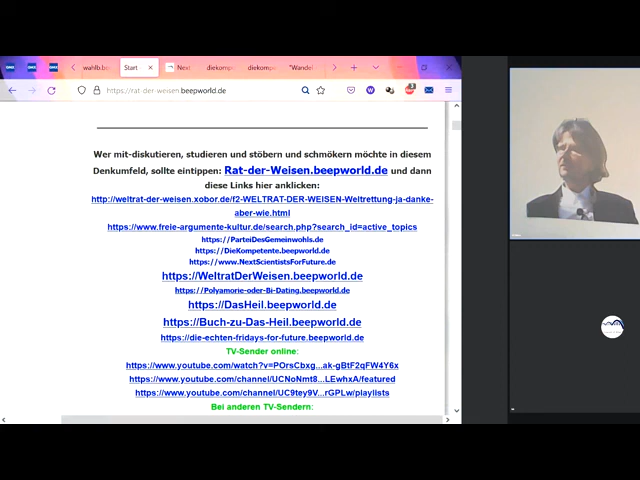 GMX GMX GMX wahlb.be Start × Next diekomp diekomp "Wandel
https://rat-der-weisen.beepworld.de
Wer mit-diskutieren, studieren und stöbern und schmökern möchte in diesem
Denkumfeld, sollte eintippen: Rat-der-Weisen.beepworld.de und dann
diese Links hier anklicken:
http://weltrat-der-weisen.xobor.de/f2-WELTRAT-DER-WEISEN-Weltrettung-ja-danke-
aber-wie.html
https://www.freie-argumente-kultur.de/search.php?search_id=active_topics
https://ParteiDesGemeinwohls.de
https://DieKompetente.beepworld.de
https://www.NextScientistsForFuture.de
https://WeltratDerWeisen.beepworld.de
https://Polyamorie-oder-Bi-Dating.beepworld.de
https://DasHeil.beepworld.de
https://Buch-zu-Das-Heil.beepworld.de
https://die-echten-fridays-for-future.beepworld.de
TV-Sender online:
https://www.youtube.com/watch?v=POrsCbxg...ak-gBtF2qFW4Y6x
https://www.youtube.com/channel/UCNoNmt8...LEwhxA/featured
https://www.youtube.com/channel/UC9tey9V...rGPLw/playlists
Bei anderen TV-Sendern: